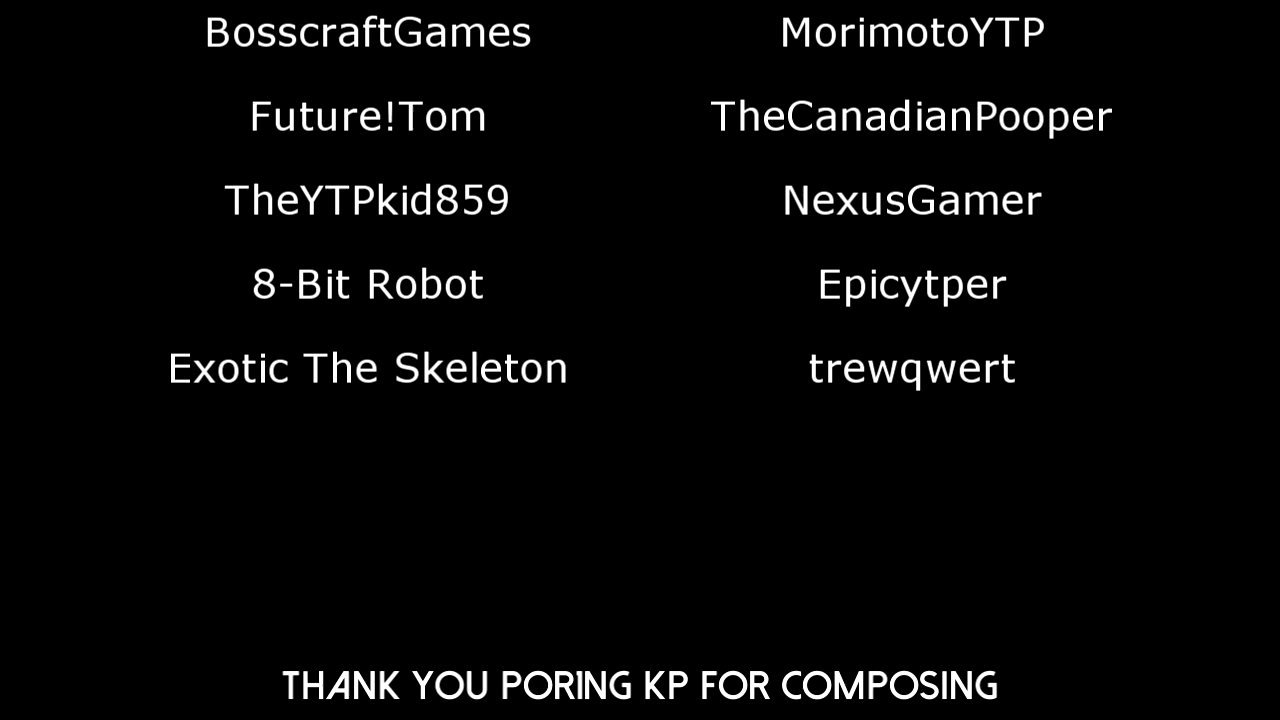 BosscraftGames
MorimotoYTP
Future!Tom
TheCanadianPooper
TheYTPkid859
NexusGamer
8-Bit Robot
Epicytper
Exotic The Skeleton
trewqwert
THANK YOU PORING KP FOR COMPOSING